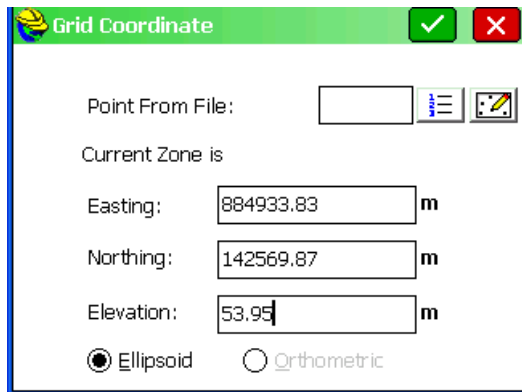 Grid Coordinate
Point From File:
Current Zone is
Easting: 884933.83 m
Northing: 142569.87 m
Elevation: 53.95 m
Ellipsoid Orthometric